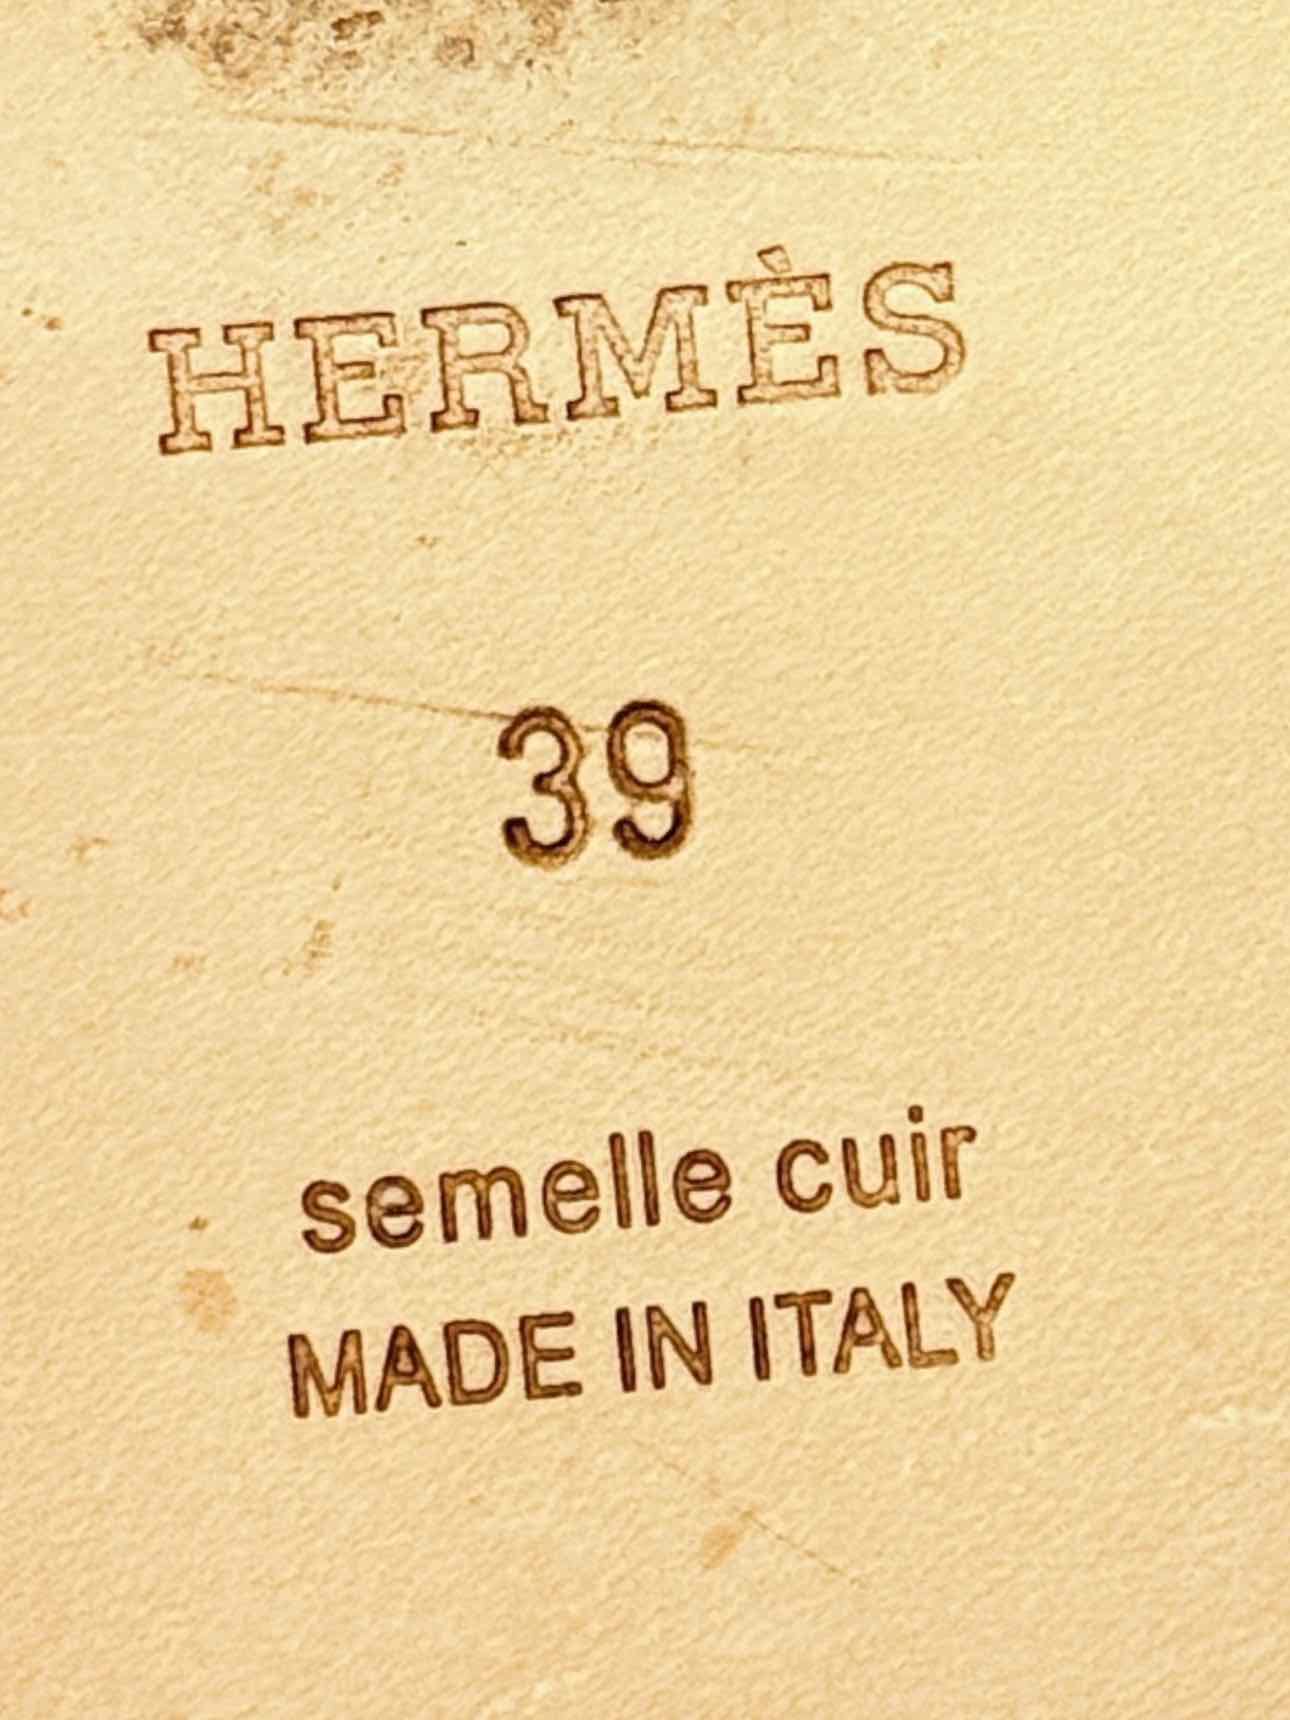 HERMÈS
39
semelle cuir
MADE IN ITALY